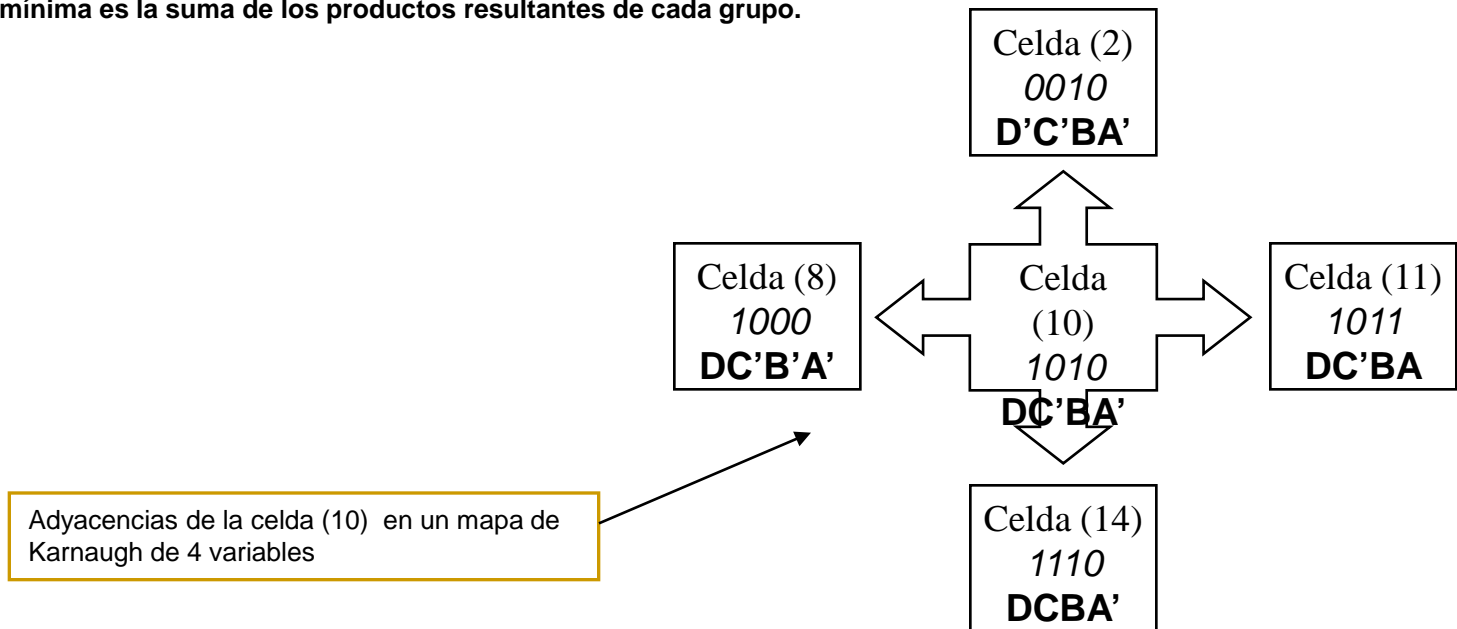 mínima es la suma de los productos resultantes de cada grupo.
Celda (2)
0010
D’C’BA’
Celda (8)
1000
DC’B’A’
Celda
(10)
1010
DC’BA’
Celda (11)
1011
DC’BA
Adyacencias de la celda (10) en un mapa de
Karnaugh de 4 variables
Celda (14)
1110
DCBA’